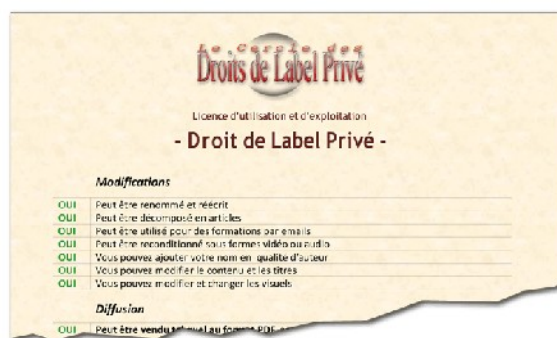 Le Cercle des
Droits de Label Privé
Licence d'utilisation et d'exploitation
- Droit de Label Privé -
Modifications
OUI Peut être renommé et réécrit
OUI Peut être décomposé en articles
OUI Peut être utilisé pour des formations par emails
OUI Peut être reconditionné sous formes vidéo ou audio
OUI Vous pouvez ajouter votre nom en qualité d'auteur
OUI Vous pouvez modifier le contenu et les titres
OUI Vous pouvez modifier et changer les visuels
Diffusion
OUI Peut être vendu tel quel au format PDF